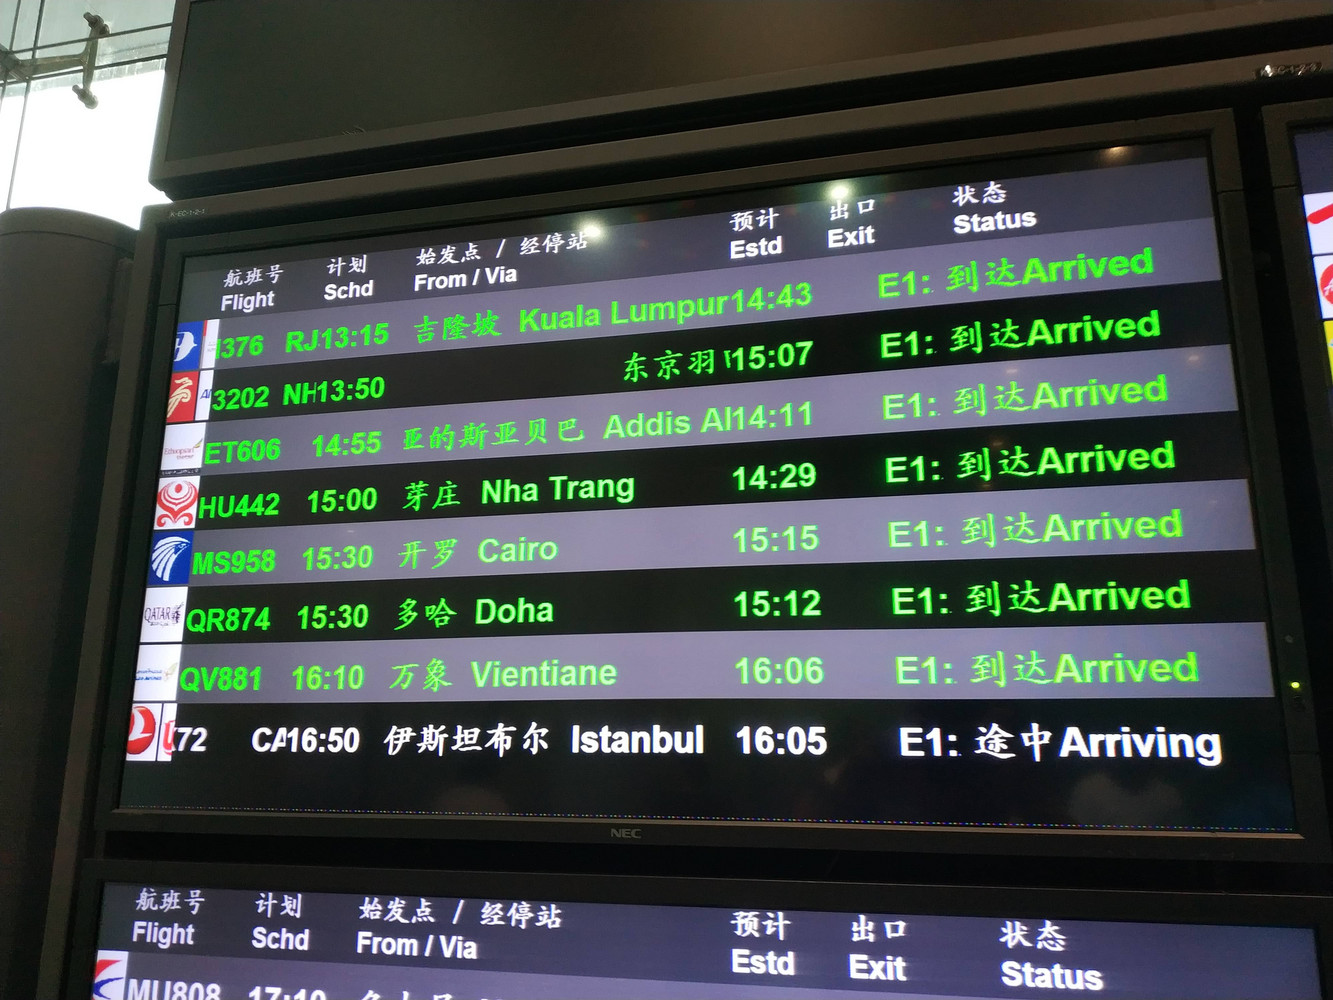 航班号 计划 始发点 / 经停站 预计 出口 状态
Flight Schd From / Via Estd Exit Status
376 RJ13:15 吉隆坡 Kuala Lumpur14:43 E1: 到达Arrived
3202 NH13:50 东京羽 15:07 E1: 到达Arrived
ET606 14:55 亚的斯亚贝巴 Addis Al14:11 E1: 到达Arrived
HU442 15:00 芽庄 Nha Trang 14:29 E1: 到达Arrived
MS958 15:30 开罗 Cairo 15:15 E1: 到达Arrived
QATAR QR874 15:30 多哈 Doha 15:12 E1: 到达Arrived
QV881 16:10 万象 Vientiane 16:06 E1: 到达Arrived
72 CA16:50 伊斯坦布尔 Istanbul 16:05 E1: 途中Arriving
NEC
航班号 计划 始发点 / 经停站 预计 出口 状态
Flight Schd From / Via Estd Exit Status
MU808 17:10